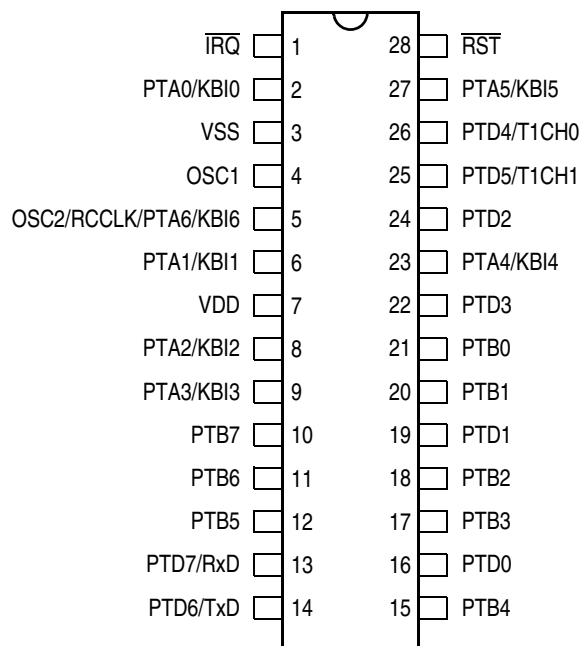 I̅R̅Q̅ 1 28 R̅S̅T̅
PTA0/KBI0 2 27 PTA5/KBI5
VSS 3 26 PTD4/T1CH0
OSC1 4 25 PTD5/T1CH1
OSC2/RCCLK/PTA6/KBI6 5 24 PTD2
PTA1/KBI1 6 23 PTA4/KBI4
VDD 7 22 PTD3
PTA2/KBI2 8 21 PTB0
PTA3/KBI3 9 20 PTB1
PTB7 10 19 PTD1
PTB6 11 18 PTB2
PTB5 12 17 PTB3
PTD7/RxD 13 16 PTD0
PTD6/TxD 14 15 PTB4